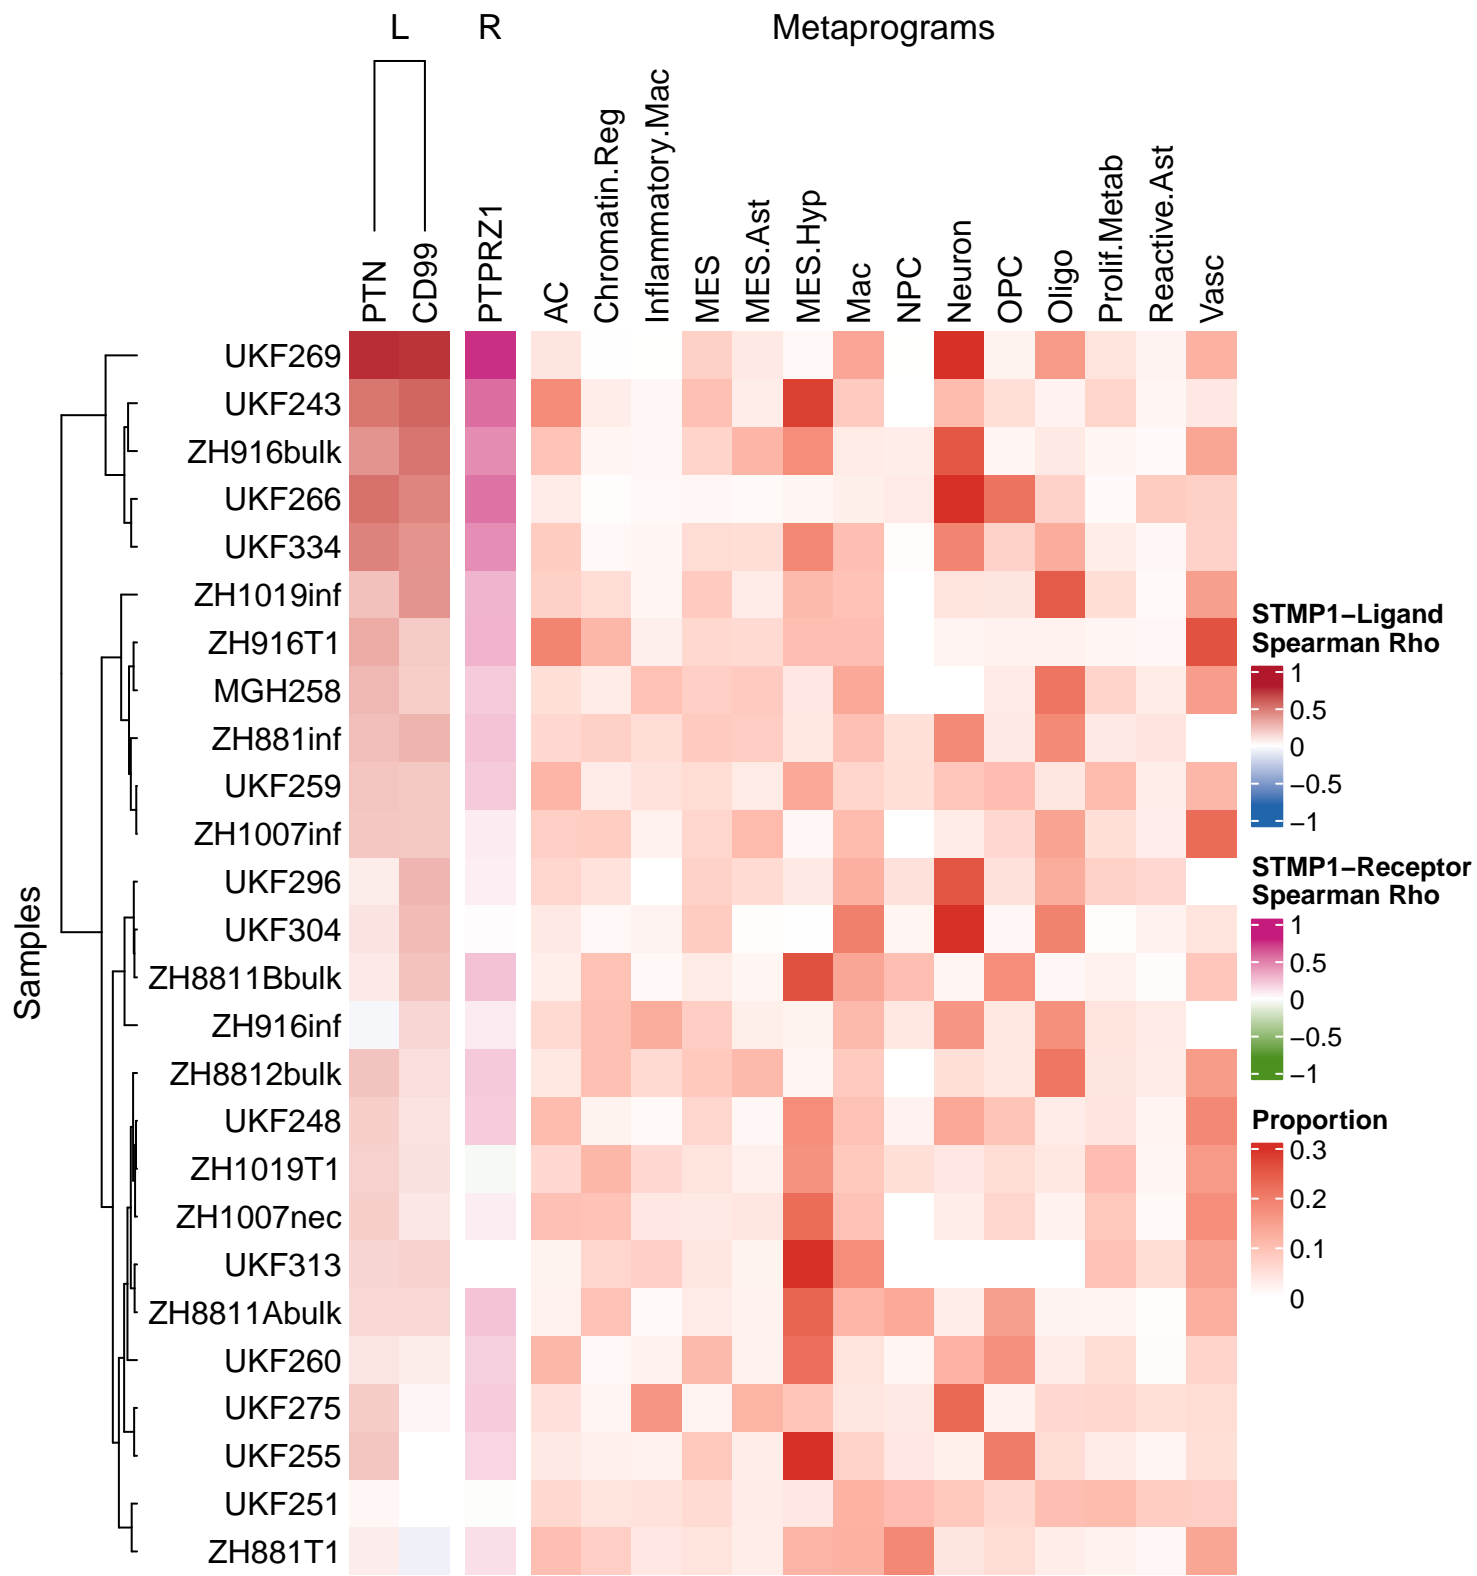 L R Metaprograms
PTN CD99 PTPRZ1 AC Chromatin.Reg Inflammatory.Mac MES MES.Ast MES.Hyp Mac NPC Neuron OPC Oligo Prolif.Metab Reactive.Ast Vasc
Samples
UKF269
UKF243
ZH916bulk
UKF266
UKF334
ZH1019inf
ZH916T1
MGH258
ZH881inf
UKF259
ZH1007inf
UKF296
UKF304
ZH8811Bbulk
ZH916inf
ZH8812bulk
UKF248
ZH1019T1
ZH1007nec
UKF313
ZH8811Abulk
UKF260
UKF275
UKF255
UKF251
ZH881T1
STMP1−Ligand
Spearman Rho
1
0.5
0
−0.5
−1
STMP1−Receptor
Spearman Rho
1
0.5
0
−0.5
−1
Proportion
0.3
0.2
0.1
0